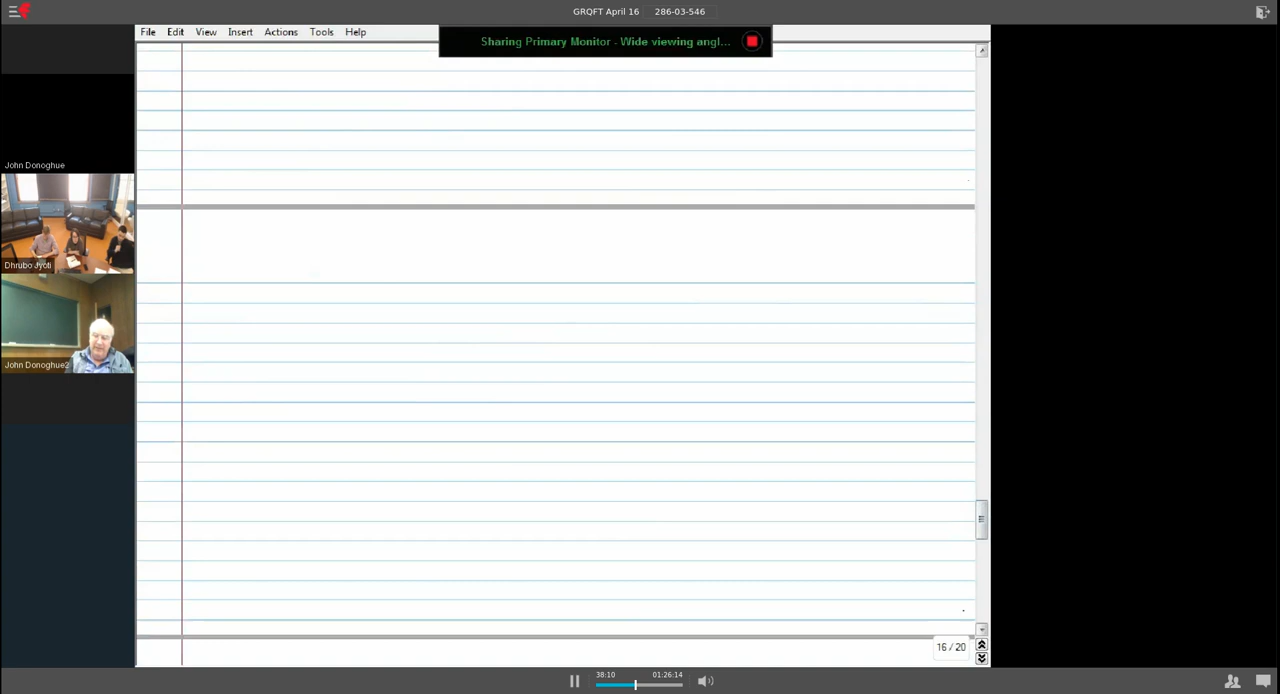 GRQFT April 16 286-03-546
File Edit View Insert Actions Tools Help
Sharing Primary Monitor - Wide viewing angl...
John Donoghue
Dhrubo Jyoti
John Donoghue2
16 / 20
38:10 01:26:14